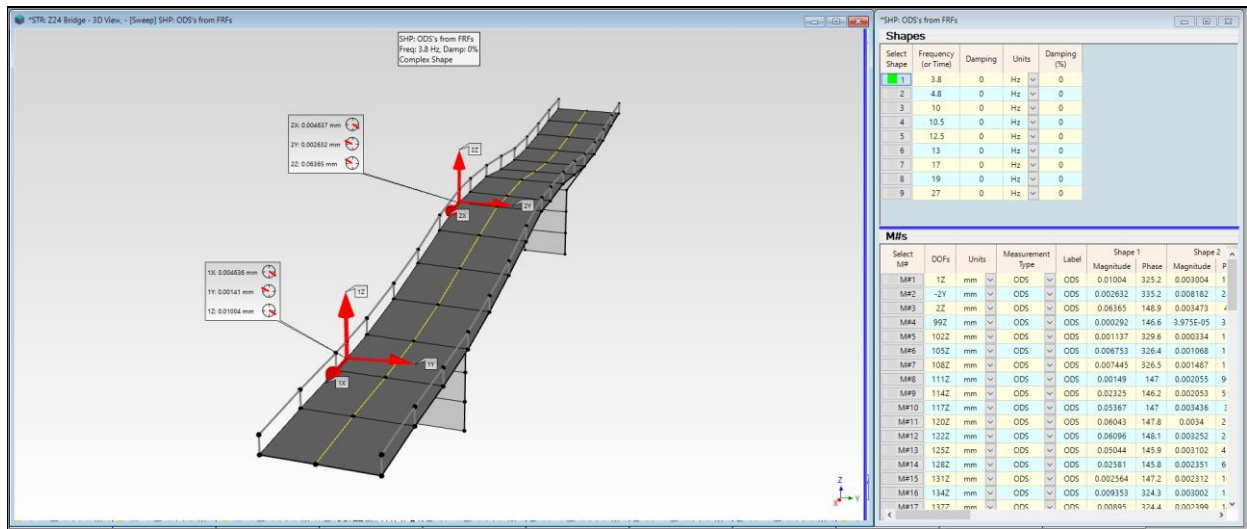 *STR: Z24 Bridge - 3D View, - [Sweep] SHP: ODS's from FRFs
SHP: ODS's from FRFs
Freq: 3.8 Hz, Damp: 0%
Complex Shape
2X: 0.004637 mm
2Y: 0.002632 mm
2Z: 0.06365 mm
2Z
2Y
2X
1X: 0.004636 mm
1Y: 0.00141 mm
1Z: 0.01004 mm
1Z
1Y
1X
Z
Y
X
*SHP: ODS's from FRFs
Shapes
Select Shape Frequency (or Time) Damping Units Damping (%)
1 3.8 0 Hz 0
2 4.8 0 Hz 0
3 10 0 Hz 0
4 10.5 0 Hz 0
5 12.5 0 Hz 0
6 13 0 Hz 0
7 17 0 Hz 0
8 19 0 Hz 0
9 27 0 Hz 0
M#s
Select M# DOFs Units Measurement Type Label Shape 1 Shape 2
Magnitude Phase Magnitude P
M#1 1Z mm ODS ODS 0.01004 325.2 0.003004
M#2 -2Y mm ODS ODS 0.002632 335.2 0.008182
M#3 2Z mm ODS ODS 0.06365 148.9 0.003473
M#4 99Z mm ODS ODS 0.000292 146.6 3.975E-05
M#5 102Z mm ODS ODS 0.001137 329.6 0.000334
M#6 105Z mm ODS ODS 0.006753 326.4 0.001068
M#7 108Z mm ODS ODS 0.007445 326.5 0.001487
M#8 111Z mm ODS ODS 0.00149 147 0.002055
M#9 114Z mm ODS ODS 0.02325 146.2 0.002053
M#10 117Z mm ODS ODS 0.05367 147 0.003436
M#11 120Z mm ODS ODS 0.06043 147.8 0.0034
M#12 122Z mm ODS ODS 0.06096 148.1 0.003252
M#13 125Z mm ODS ODS 0.05044 145.9 0.003102
M#14 128Z mm ODS ODS 0.02581 145.8 0.002351
M#15 131Z mm ODS ODS 0.002564 147.2 0.002312
M#16 134Z mm ODS ODS 0.009353 324.3 0.003002
M#17 137Z mm ODS ODS 0.00895 324.4 0.002399